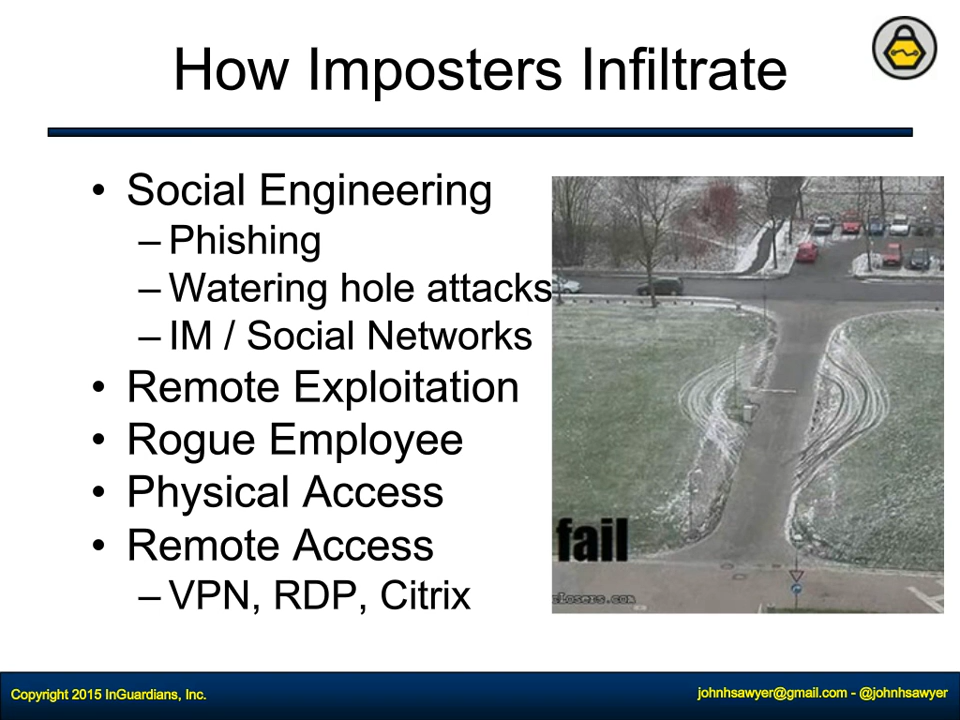 How Imposters Infiltrate
• Social Engineering
– Phishing
– Watering hole attacks
– IM / Social Networks
• Remote Exploitation
• Rogue Employee
• Physical Access
• Remote Access
– VPN, RDP, Citrix
fail
Copyright 2015 InGuardians, Inc.
johnhsawyer@gmail.com - @johnhsawyer